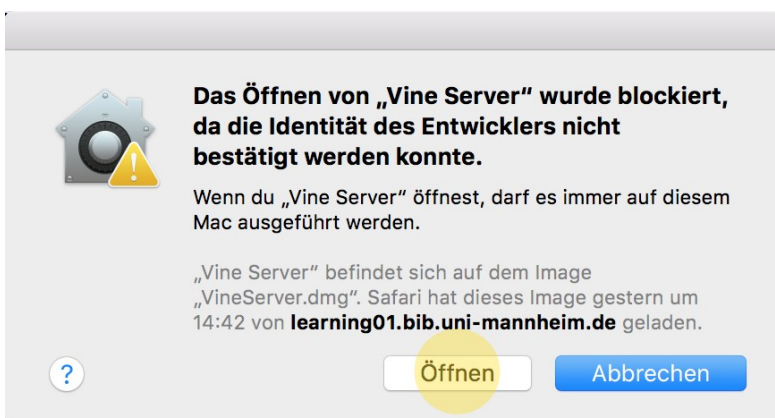 Das Öffnen von „Vine Server“ wurde blockiert,
da die Identität des Entwicklers nicht
bestätigt werden konnte.
Wenn du „Vine Server“ öffnest, darf es immer auf diesem
Mac ausgeführt werden.
„Vine Server“ befindet sich auf dem Image
„VineServer.dmg“. Safari hat dieses Image gestern um
14:42 von learning01.bib.uni-mannheim.de geladen.
? Öffnen Abbrechen